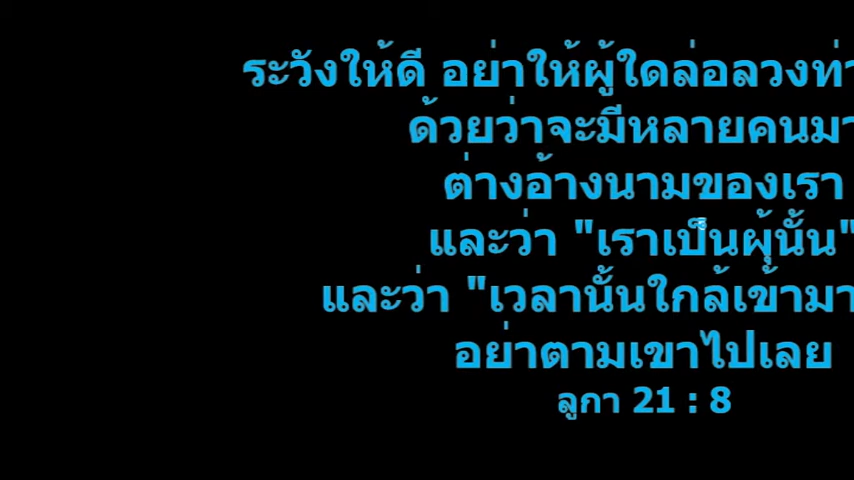 ระวังให้ดี อย่าให้ผู้ใดล่อลวงท่า
ด้วยว่าจะมีหลายคนมา
ต่างอ้างนามของเรา
และว่า "เราเป็นผุ้นั้น"
และว่า "เวลานั้นใกล้เข้ามา
อย่าตามเขาไปเลย
ลูกา 21 : 8